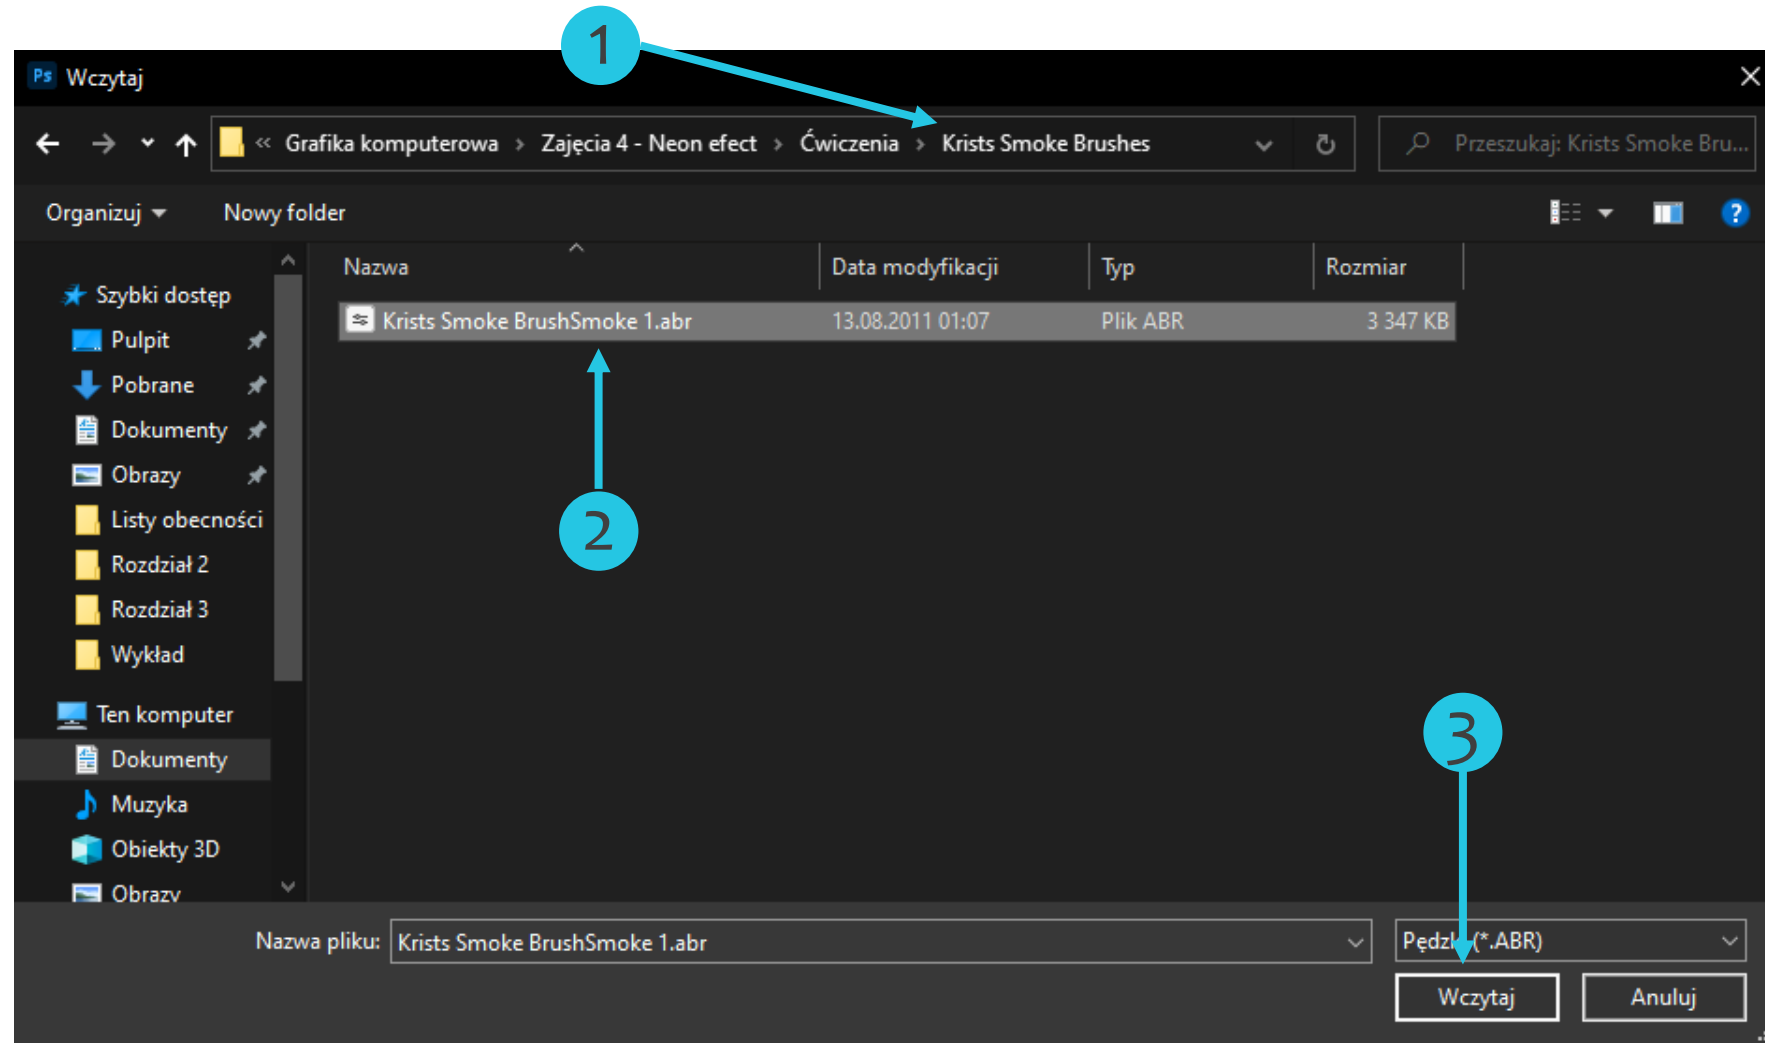 1
Ps Wczytaj
« Grafika komputerowa › Zajęcia 4 - Neon efect › Ćwiczenia › Krists Smoke Brushes
Przeszukaj: Krists Smoke Bru...
Organizuj Nowy folder
?
Nazwa Data modyfikacji Typ Rozmiar
Krists Smoke BrushSmoke 1.abr 13.08.2011 01:07 Plik ABR 3 347 KB
Szybki dostęp
Pulpit
Pobrane
Dokumenty
Obrazy
Listy obecności
Rozdział 2
Rozdział 3
Wykład
Ten komputer
Dokumenty
Muzyka
Obiekty 3D
Obrazy
2
3
Nazwa pliku: Krists Smoke BrushSmoke 1.abr
(*.ABR)
Wczytaj Anuluj